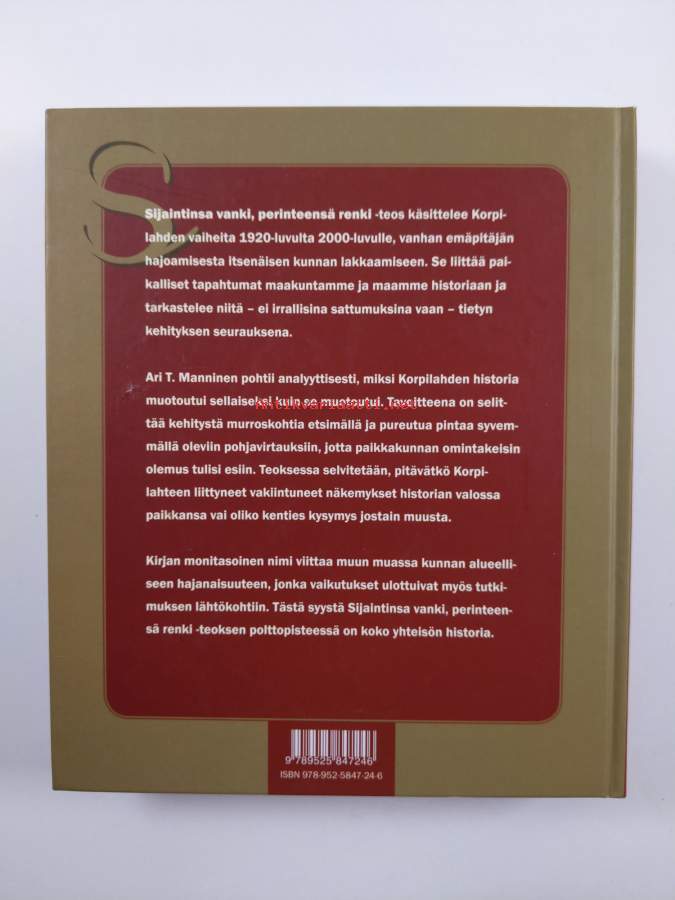 S
Sijaintinsa vanki, perinteensä renki -teos käsittelee Korpi-
lahden vaiheita 1920-luvulta 2000-luvulle, vanhan emäpitäjän
hajoamisesta itsenäisen kunnan lakkaamiseen. Se liittää pai-
kalliset tapahtumat maakuntamme ja maamme historiaan ja
tarkastelee niitä – ei irrallisina sattumuksina vaan – tietyn
kehityksen seurauksena.
Ari T. Manninen pohtii analyyttisesti, miksi Korpilahden historia
muotoutui sellaiseksi kuin se muotoutui. Tavoitteena on selit-
Antikvariaatti.net
tää kehitystä murroskohtia etsimällä ja pureutua pintaa syvem-
mällä oleviin pohjavirtauksiin, jotta paikkakunnan omintakeisin
olemus tulisi esiin. Teoksessa selvitetään, pitävätkö Korpi-
lahteen liittyneet vakiintuneet näkemykset historian valossa
paikkansa vai oliko kenties kysymys jostain muusta.
Kirjan monitasoinen nimi viittaa muun muassa kunnan alueelli-
seen hajanaisuuteen, jonka vaikutukset ulottuivat myös tutki-
muksen lähtökohtiin. Tästä syystä Sijaintinsa vanki, perinteen-
sä renki -teoksen polttopisteessä on koko yhteisön historia.
9 789525 847246
ISBN 978-952-5847-24-6